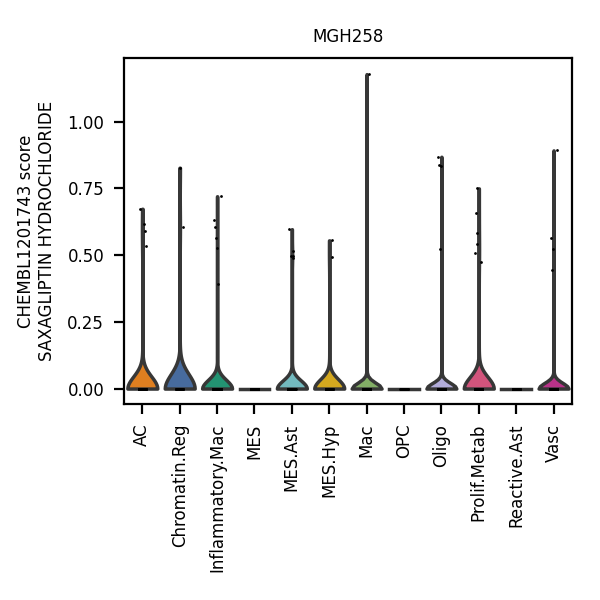 MGH258
CHEMBL1201743 score
SAXAGLIPTIN HYDROCHLORIDE
1.00
0.75
0.50
0.25
0.00
AC
Chromatin.Reg
Inflammatory.Mac
MES
MES.Ast
MES.Hyp
Mac
OPC
Oligo
Prolif.Metab
Reactive.Ast
Vasc